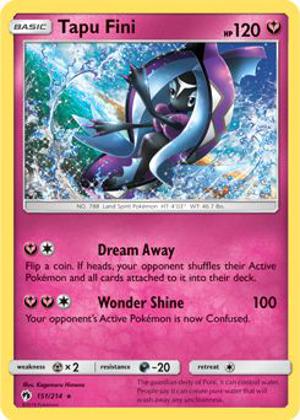 BASIC Tapu Fini HP 120
NO. 788 Land Spirit Pokémon HT: 4'03" WT: 46.7 lbs.
Dream Away
Flip a coin. If heads, your opponent shuffles their Active
Pokémon and all cards attached to it into their deck.
Wonder Shine 100
Your opponent's Active Pokémon is now Confused.
weakness ×2 resistance -20 retreat
Illus. Kagemaru Himeno
151/214 ★
©2019 Pokémon
The guardian deity of Poni, it can control water.
People say it can create pure water that will
wash away any uncleanness.